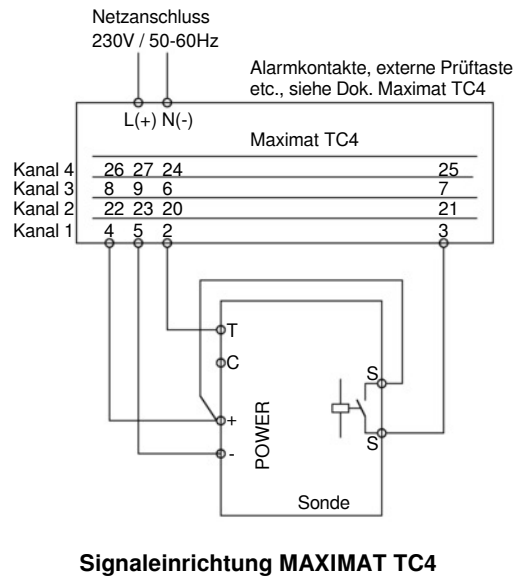 Netzanschluss
230V / 50-60Hz
Alarmkontakte, externe Prüftaste
etc., siehe Dok. Maximat TC4
L(+) N(-)
Maximat TC4
Kanal 4 26 27 24 25
Kanal 3 8 9 6 7
Kanal 2 22 23 20 21
Kanal 1 4 5 2 3
T
C
S
+
POWER
S
-
Sonde
Signaleinrichtung MAXIMAT TC4